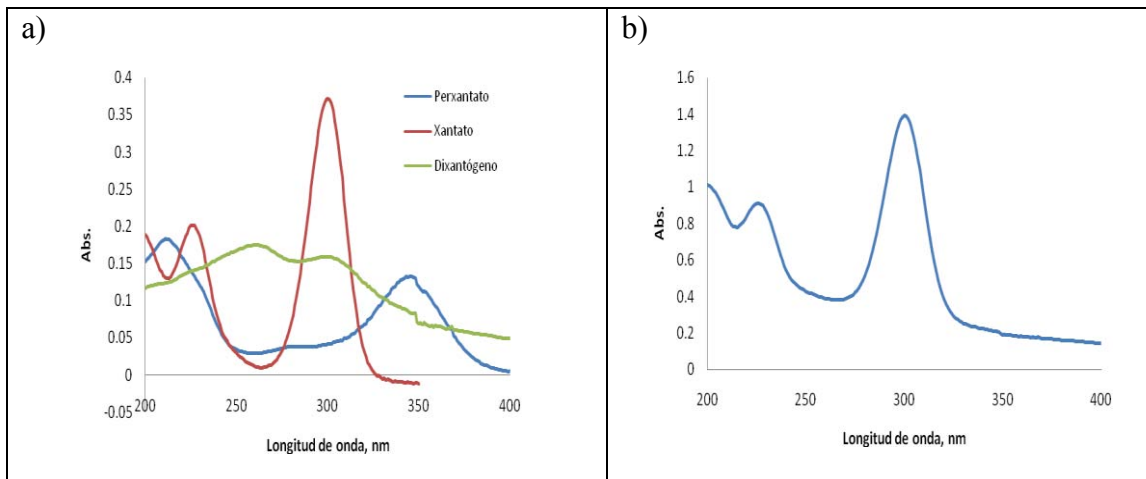 a)
0.4
0.35
0.3
0.25
0.2
0.15
0.1
0.05
0
-0.05
Abs.
Perxantato
Xantato
Dixantógeno
200 250 300 350 400
Longitud de onda, nm
b)
1.6
1.4
1.2
1
0.8
0.6
0.4
0.2
0
Abs.
200 250 300 350 400
Longitud de onda, nm